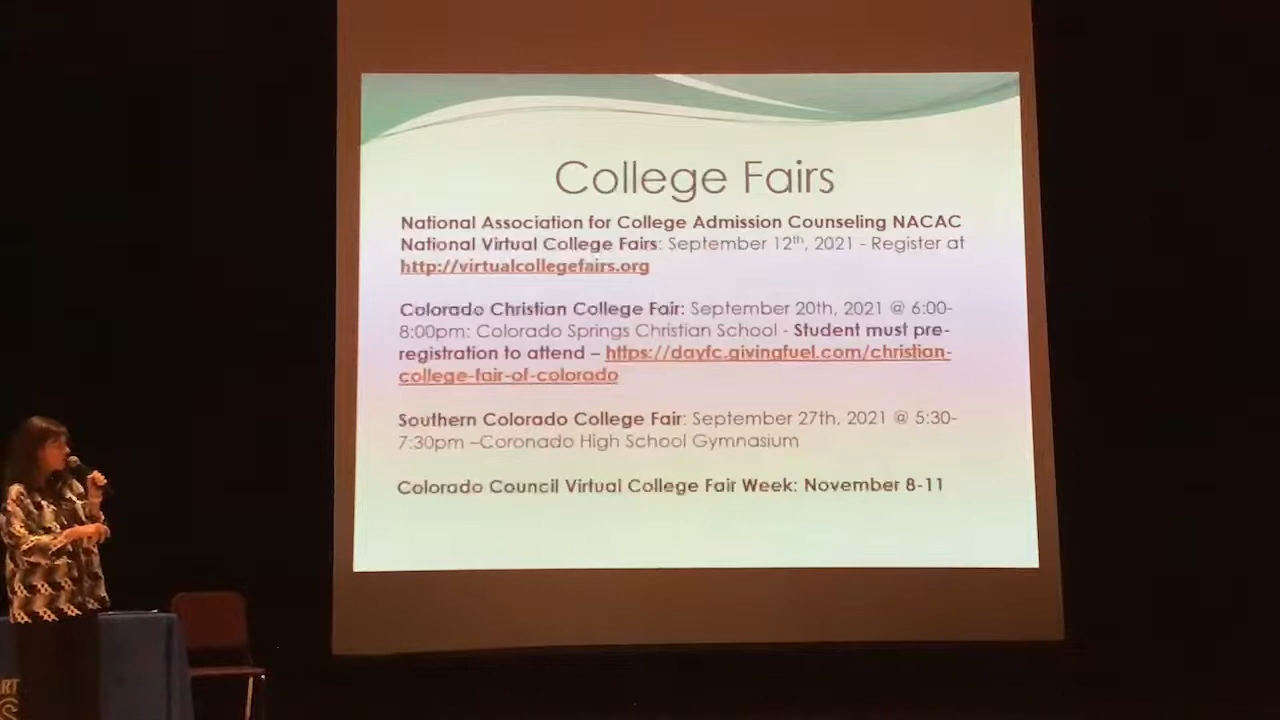 College Fairs
National Association for College Admission Counseling NACAC
National Virtual College Fairs: September 12th, 2021 - Register at
http://virtualcollegefairs.org
Colorado Christian College Fair: September 20th, 2021 @ 6:00-
8:00pm: Colorado Springs Christian School - Student must pre-
registration to attend – https://dayfc.givingfuel.com/christian-
college-fair-of-colorado
Southern Colorado College Fair: September 27th, 2021 @ 5:30-
7:30pm –Coronado High School Gymnasium
Colorado Council Virtual College Fair Week: November 8-11